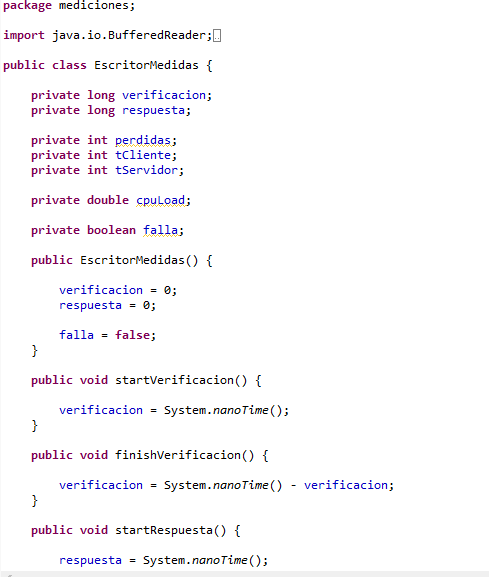 package mediciones;
import java.io.BufferedReader;
public class EscritorMedidas {
private long verificacion;
private long respuesta;
private int perdidas;
private int tCliente;
private int tServidor;
private double cpuLoad;
private boolean falla;
public EscritorMedidas() {
verificacion = 0;
respuesta = 0;
falla = false;
}
public void startVerificacion() {
verificacion = System.nanoTime();
}
public void finishVerificacion() {
verificacion = System.nanoTime() - verificacion;
}
public void startRespuesta() {
respuesta = System.nanoTime();